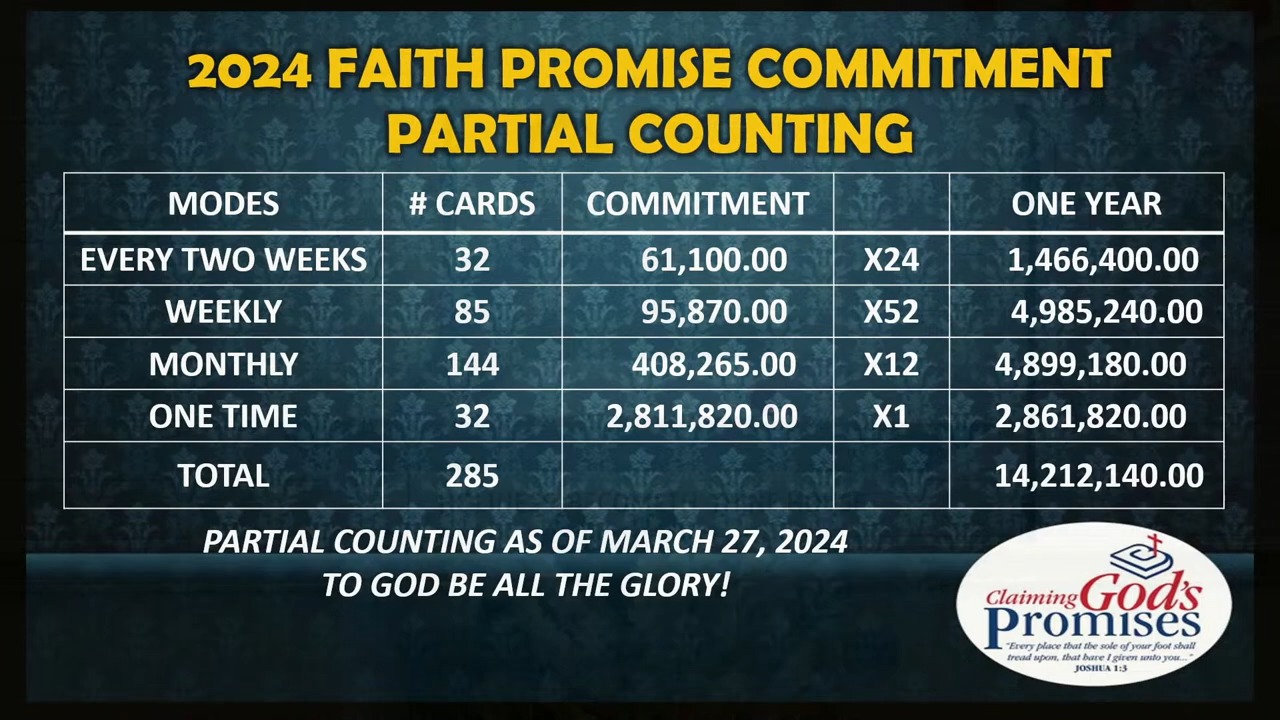 2024 FAITH PROMISE COMMITMENT
PARTIAL COUNTING
MODES # CARDS COMMITMENT ONE YEAR
EVERY TWO WEEKS 32 61,100.00 X24 1,466,400.00
WEEKLY 85 95,870.00 X52 4,985,240.00
MONTHLY 144 408,265.00 X12 4,899,180.00
ONE TIME 32 2,811,820.00 X1 2,861,820.00
TOTAL 285 14,212,140.00
PARTIAL COUNTING AS OF MARCH 27, 2024
TO GOD BE ALL THE GLORY!
Claiming God's
Promises
"Every place that the sole of your foot shall
tread upon, that have I given unto you..."
JOSHUA 1:3